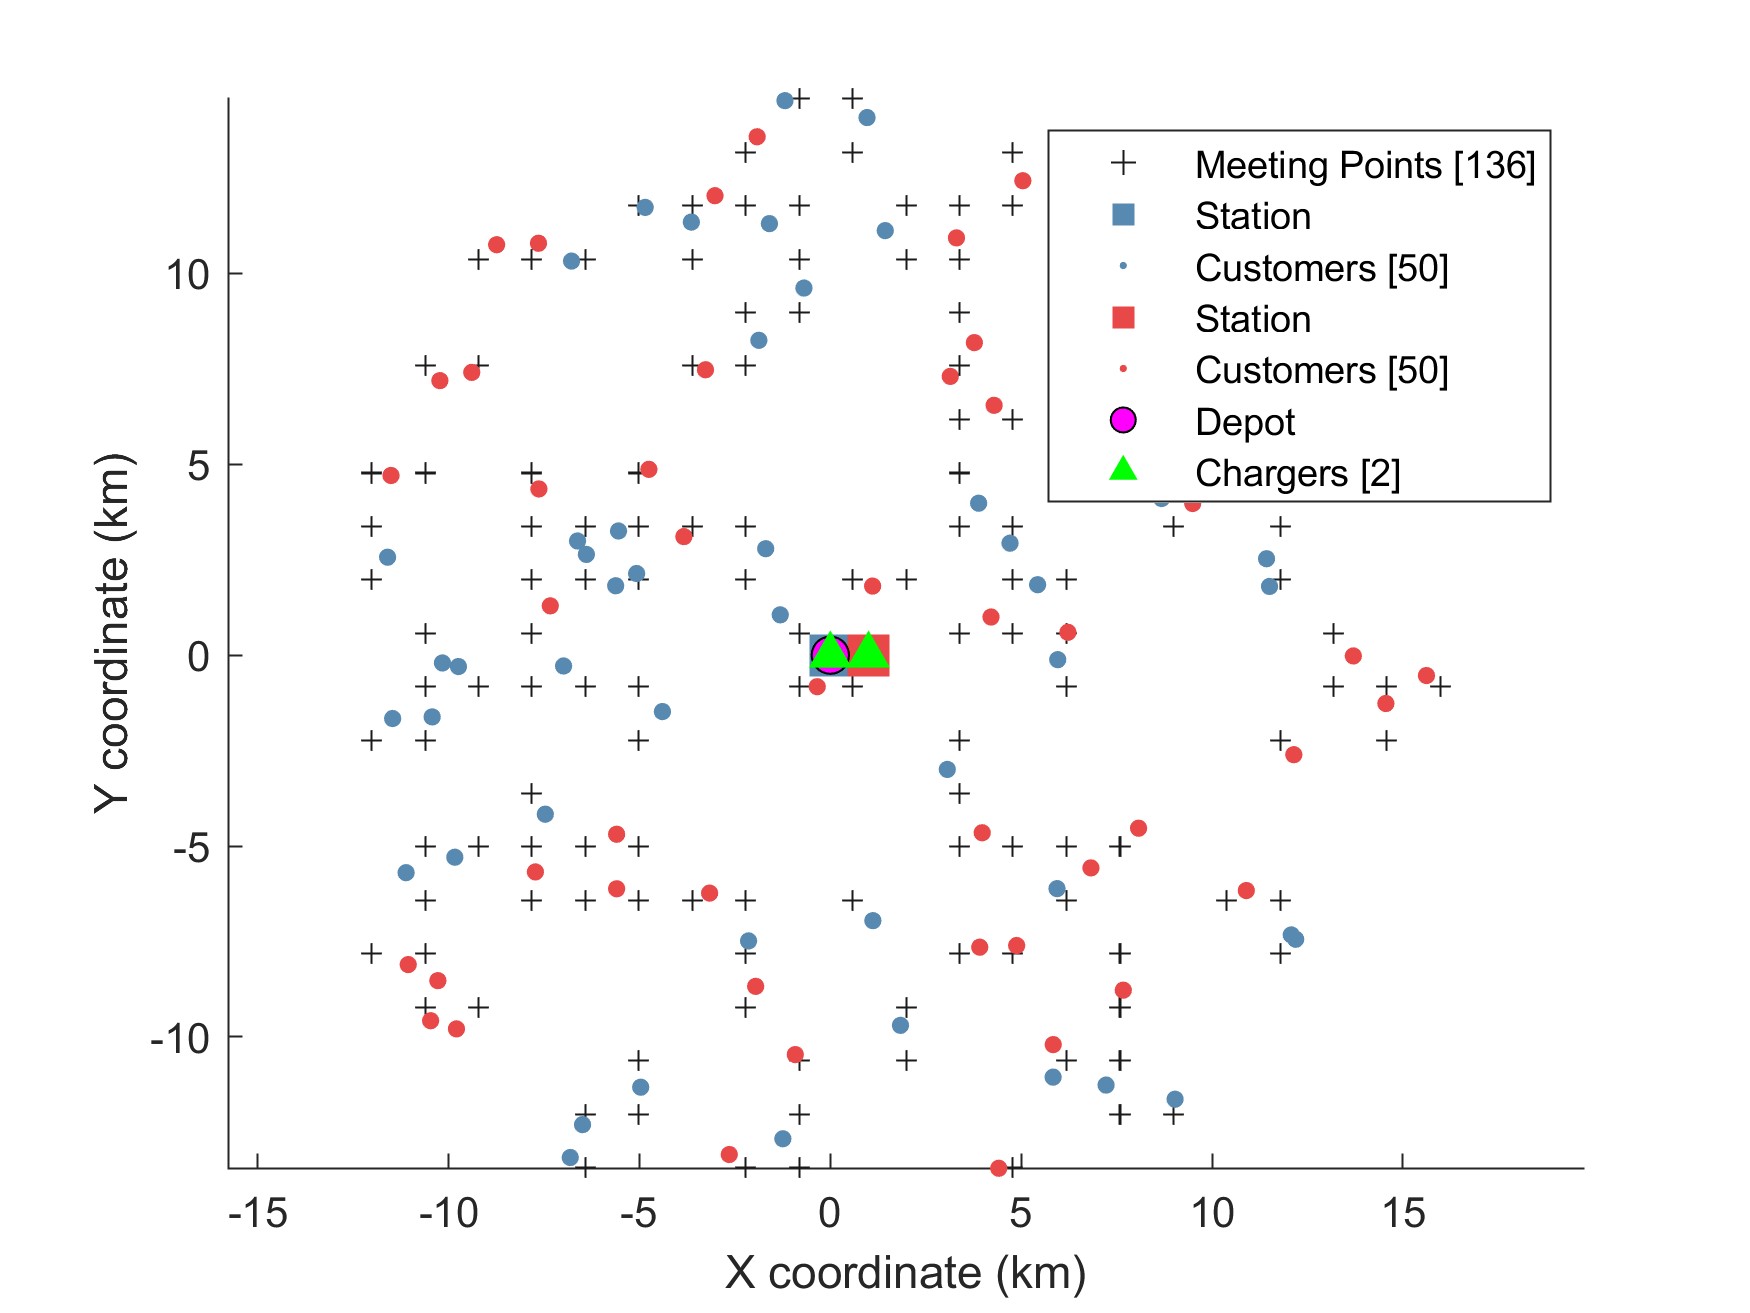 Meeting Points [136]
Station
Customers [50]
Station
Customers [50]
Depot
Chargers [2]
10
5
0
-5
-10
Y coordinate (km)
-15
-10
-5
0
5
10
15
X coordinate (km)